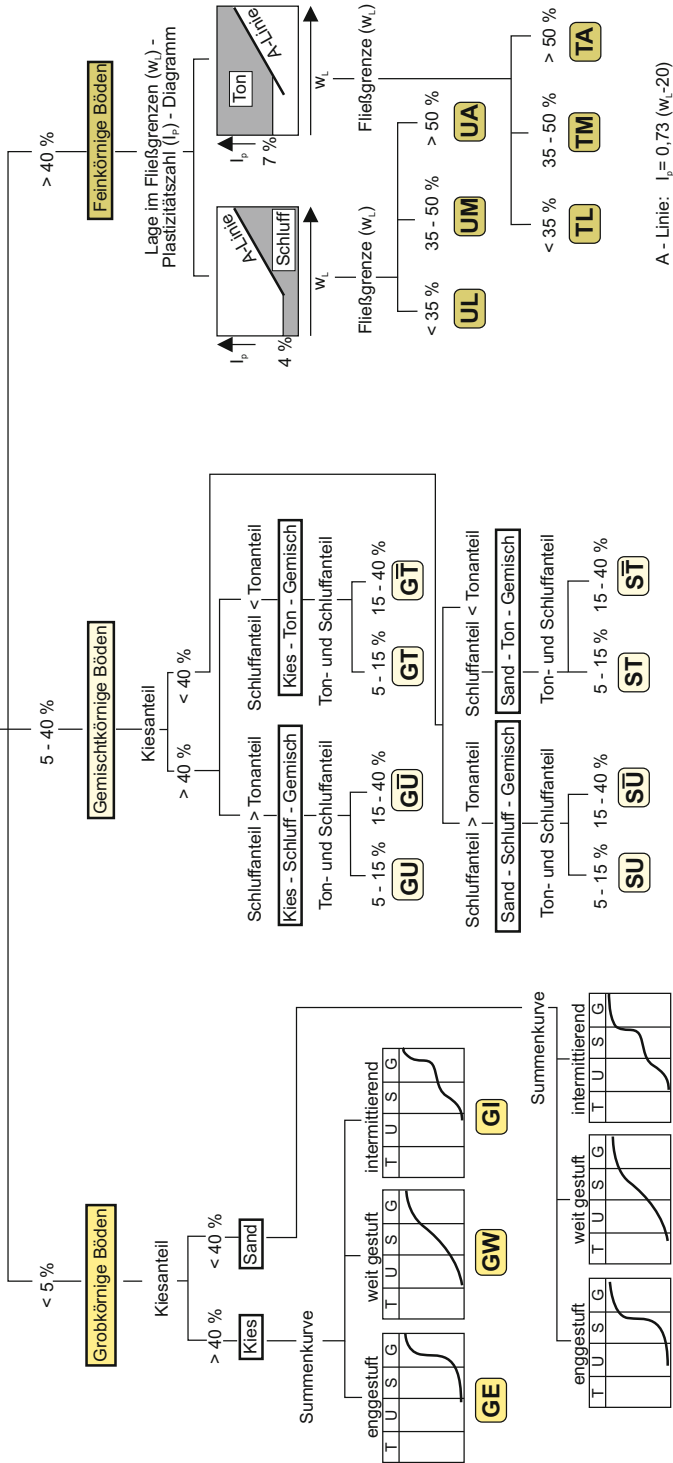 < 5 %
Grobkörnige Böden
Kiesanteil
> 40 %
< 40 %
Kies
Sand
Summenkurve
enggestuft
weit gestuft
intermittierend
T U S G
T U S G
T U S G
GE
GW
GI
Summenkurve
enggestuft
weit gestuft
intermittierend
T U S G
T U S G
T U S G
5 - 40 %
Gemischtkörnige Böden
Kiesanteil
> 40 %
< 40 %
Schluffanteil > Tonanteil
Schluffanteil < Tonanteil
Kies - Schluff - Gemisch
Kies - Ton - Gemisch
Ton- und Schluffanteil
Ton- und Schluffanteil
5 - 15 %
15 - 40 %
5 - 15 %
15 - 40 %
GU
GŪ
GT
GT̄
Schluffanteil > Tonanteil
Schluffanteil < Tonanteil
Sand - Schluff - Gemisch
Sand - Ton - Gemisch
Ton- und Schluffanteil
Ton- und Schluffanteil
5 - 15 %
15 - 40 %
5 - 15 %
15 - 40 %
SU
SŪ
ST
ST̄
> 40 %
Feinkörnige Böden
Lage im Fließgrenzen (wL) -
Plastizitätszahl (IP) - Diagramm
IP
4 %
A-Linie
Schluff
wL
IP
7 %
Ton
A-Linie
wL
Fließgrenze (wL)
Fließgrenze (wL)
< 35 %
35 - 50 %
> 50 %
UL
UM
UA
< 35 %
35 - 50 %
> 50 %
TL
TM
TA
A - Linie: IP= 0,73 (wL-20)